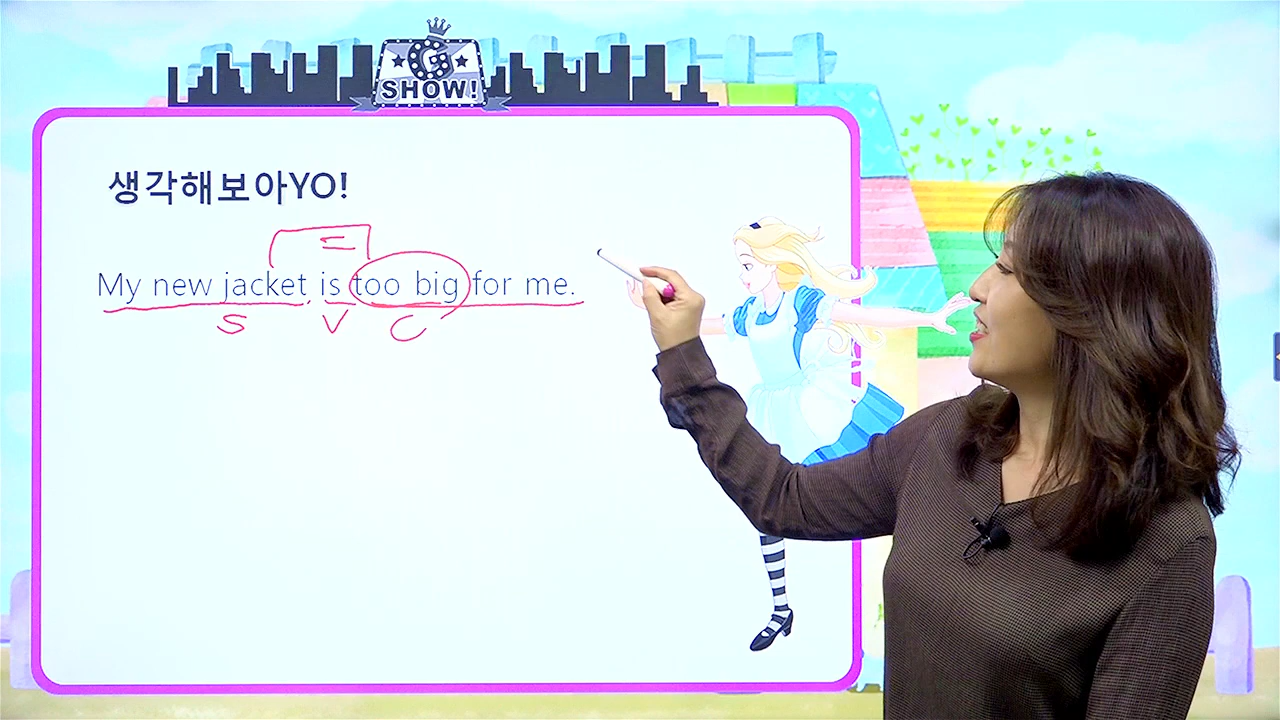 G
SHOW!
생각해보아YO!
=
My new jacket is too big for me.
S V C